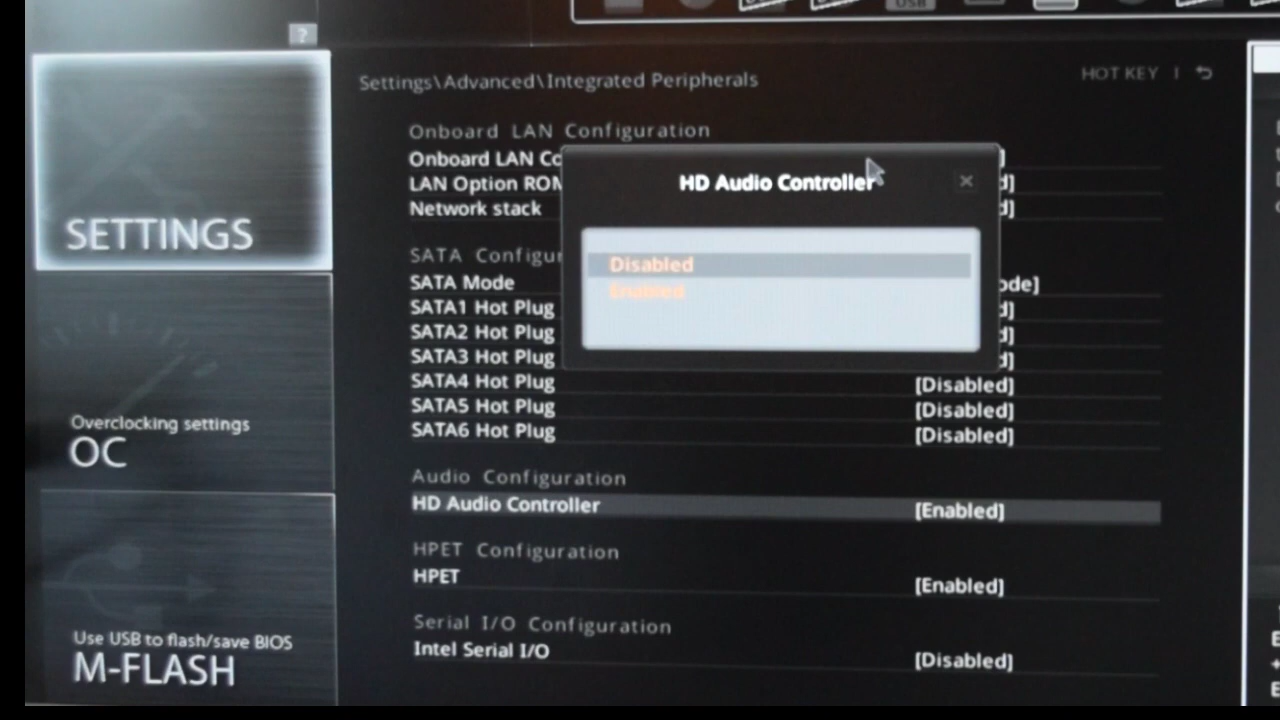 ?
Settings\Advanced\Integrated Peripherals
HOT KEY
Onboard LAN Configuration
Onboard LAN
LAN Option ROM
Network stack
HD Audio Controller
Disabled
Enabled
SETTINGS
SATA
SATA Mode
SATA1 Hot Plug
SATA2 Hot Plug
SATA3 Hot Plug
SATA4 Hot Plug [Disabled]
SATA5 Hot Plug [Disabled]
SATA6 Hot Plug [Disabled]
Overclocking settings
OC
Audio Configuration
HD Audio Controller [Enabled]
HPET Configuration
HPET [Enabled]
Serial I/O Configuration
Intel Serial I/O [Disabled]
Use USB to flash/save BIOS
M-FLASH